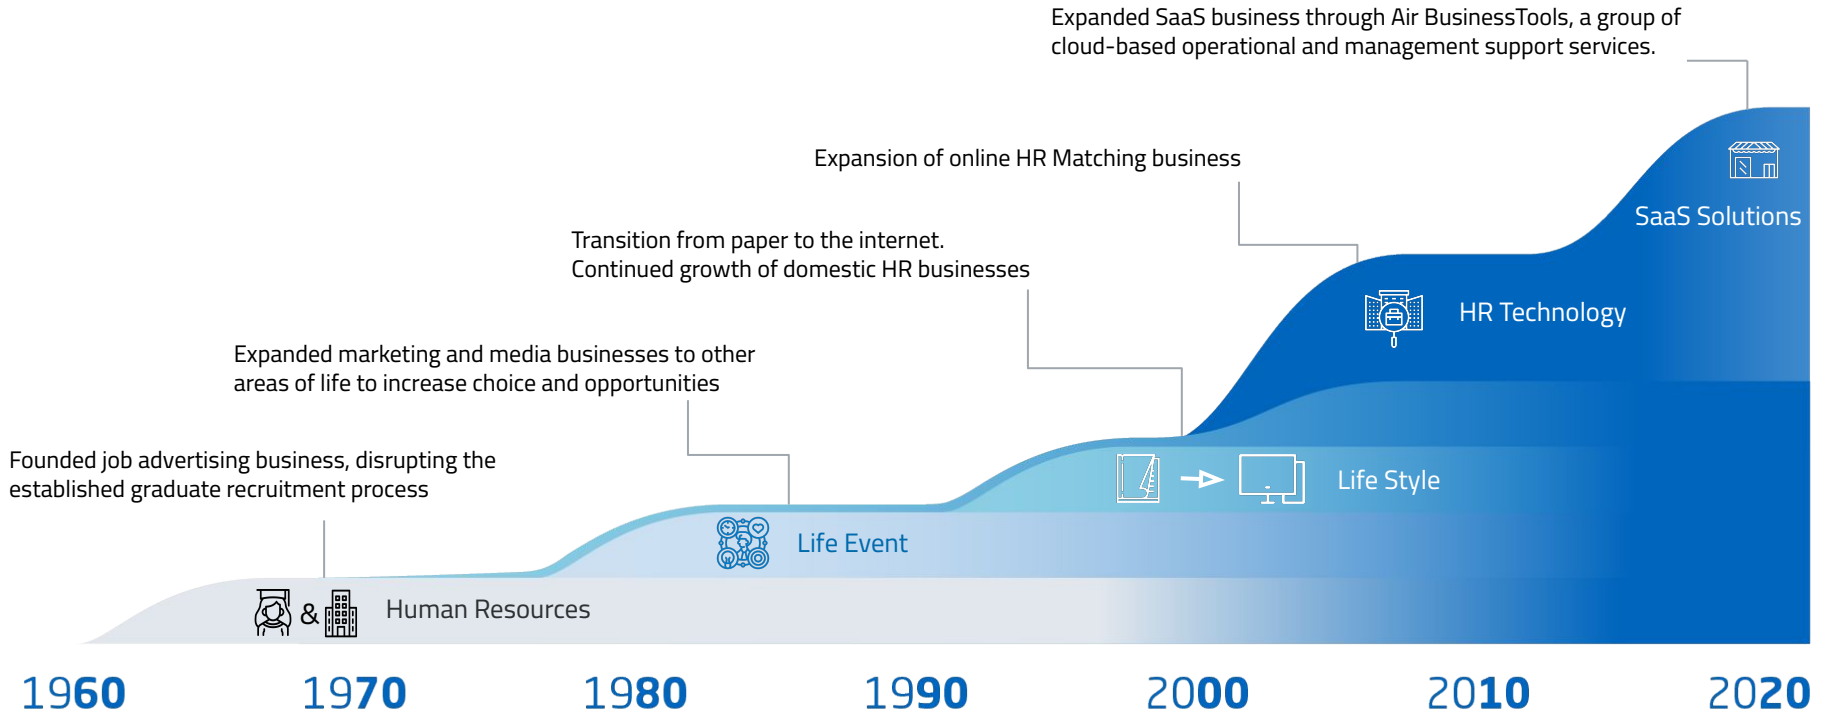 Expanded SaaS business through Air BusinessTools, a group of
cloud-based operational and management support services.
Expansion of online HR Matching business
SaaS Solutions
Transition from paper to the internet.
Continued growth of domestic HR businesses
HR Technology
Expanded marketing and media businesses to other
areas of life to increase choice and opportunities
Founded job advertising business, disrupting the
established graduate recruitment process
Life Style
Life Event
&
Human Resources
1960 1970 1980 1990 2000 2010 2020